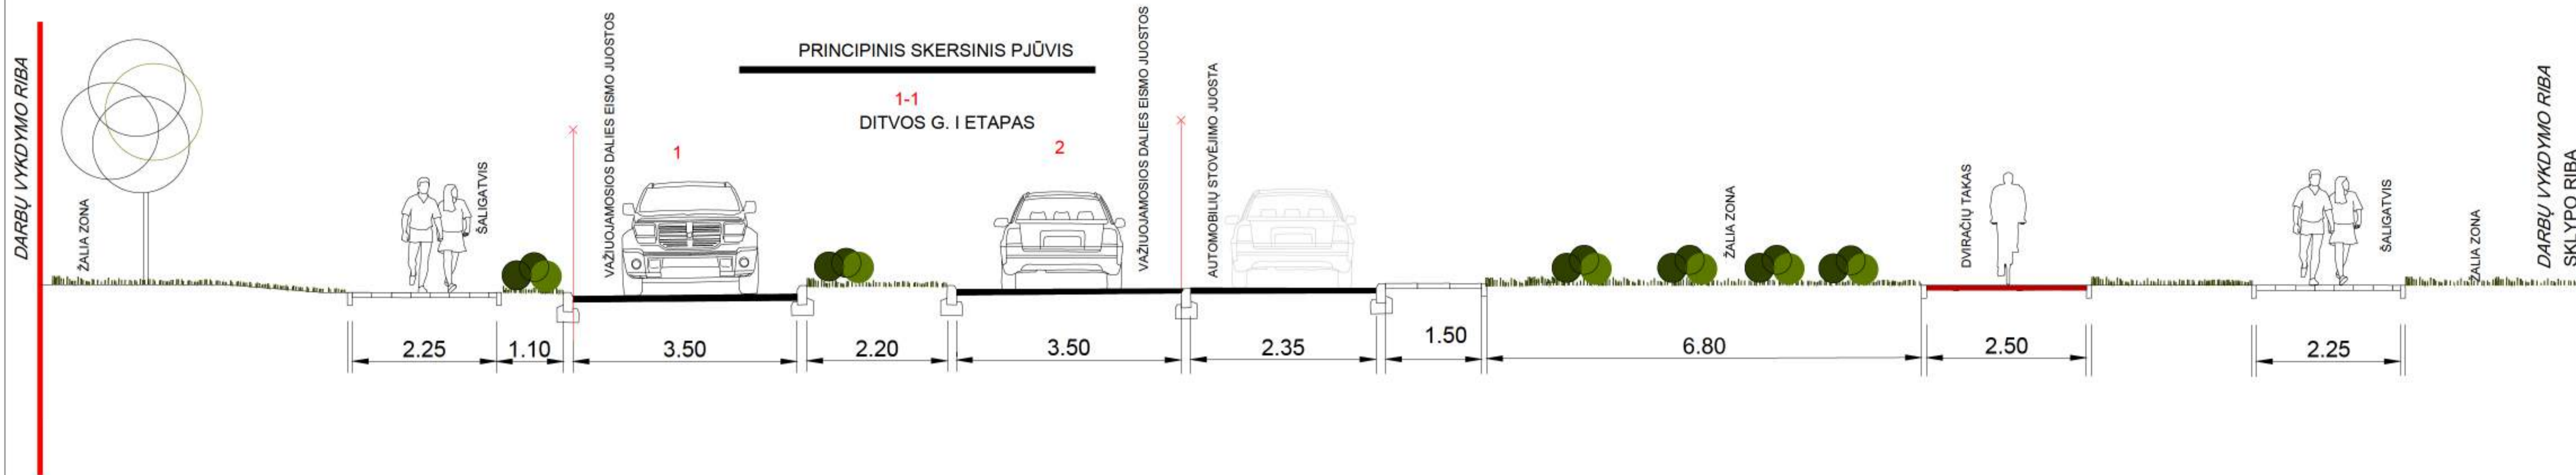 DARBŲ VYKDYMO RIBA
ŽALIA ZONA
ŠALIGATVIS
VAŽIUOJAMOSIOS DALIES EISMO JUOSTOS
PRINCIPINIS SKERSINIS PJŪVIS
1-1
DITVOS G. I ETAPAS
1
2
VAŽIUOJAMOSIOS DALIES EISMO JUOSTOS
AUTOMOBILIŲ STOVĖJIMO JUOSTA
ŽALIA ZONA
DVIRAČIŲ TAKAS
ŠALIGATVIS
ŽALIA ZONA
DARBŲ VYKDYMO RIBA
SKLYPO RIBA
2.25
1.10
3.50
2.20
3.50
2.35
1.50
6.80
2.50
2.25